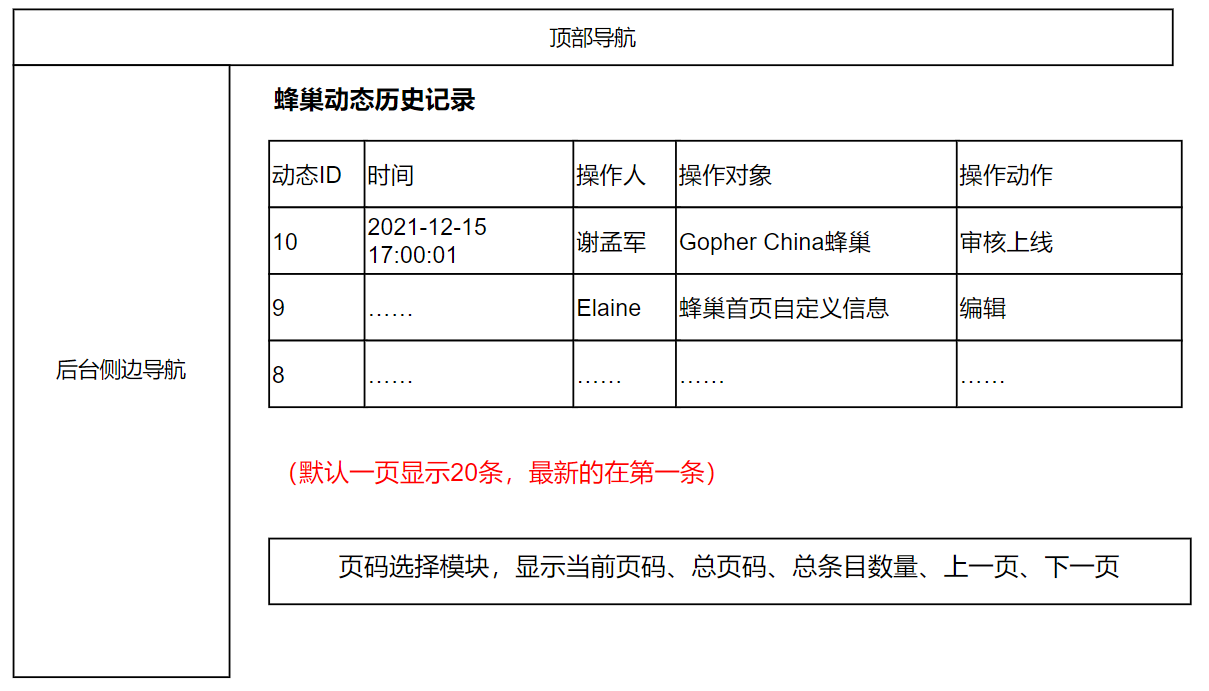 顶部导航
后台侧边导航
蜂巢动态历史记录
动态ID 时间 操作人 操作对象 操作动作
10 2021-12-15 17:00:01 谢孟军 Gopher China蜂巢 审核上线
9 …… Elaine 蜂巢首页自定义信息 编辑
8 …… …… …… ……
（默认一页显示20条，最新的在第一条）
页码选择模块，显示当前页码、总页码、总条目数量、上一页、下一页